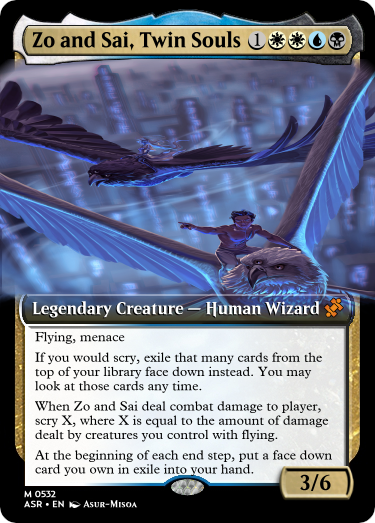 Zo and Sai, Twin Souls 1
Legendary Creature — Human Wizard
Flying, menace
If you would scry, exile that many cards from the
top of your library face down instead. You may
look at those cards any time.
When Zo and Sai deal combat damage to player,
scry X, where X is equal to the amount of damage
dealt by creatures you control with flying.
At the beginning of each end step, put a face down
card you own in exile into your hand.
3/6
M 0532
ASR • EN Asur-Misoa